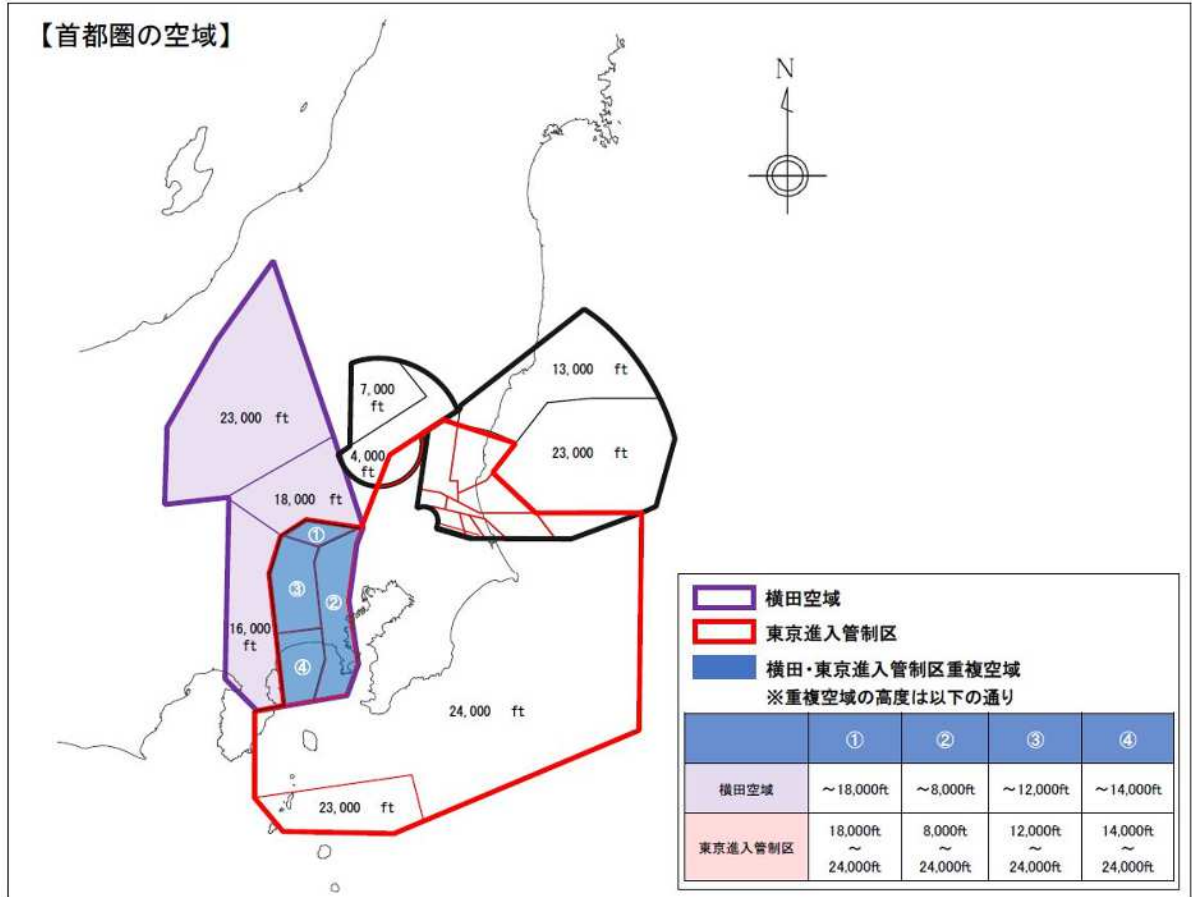 【首都圏の空域】
N
13,000 ft
7,000
ft
23,000 ft
23,000 ft
4,000
ft
18,000 ft
①
③
②
16,000
ft
④
24,000 ft
23,000 ft
横田空域
東京進入管制区
横田・東京進入管制区重複空域
※重複空域の高度は以下の通り
① ② ③ ④
横田空域 ～18,000ft ～8,000ft ～12,000ft ～14,000ft
東京進入管制区 18,000ft ～ 24,000ft 8,000ft ～ 24,000ft 12,000ft ～ 24,000ft 14,000ft ～ 24,000ft